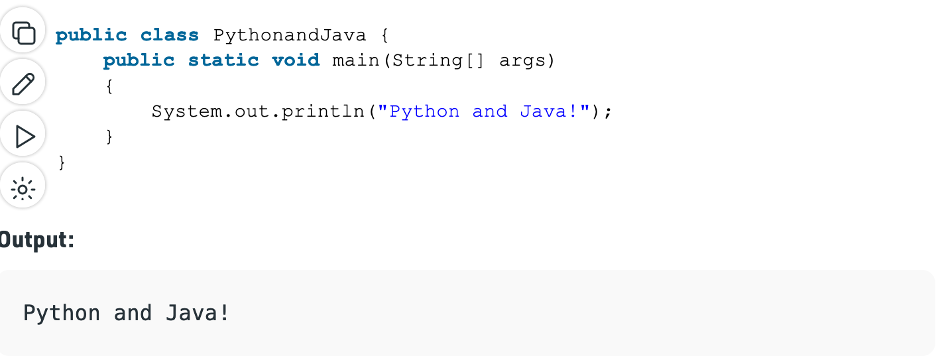 public class PythonandJava {
public static void main(String[] args)
{
System.out.println("Python and Java!");
}
}
Output:
Python and Java!